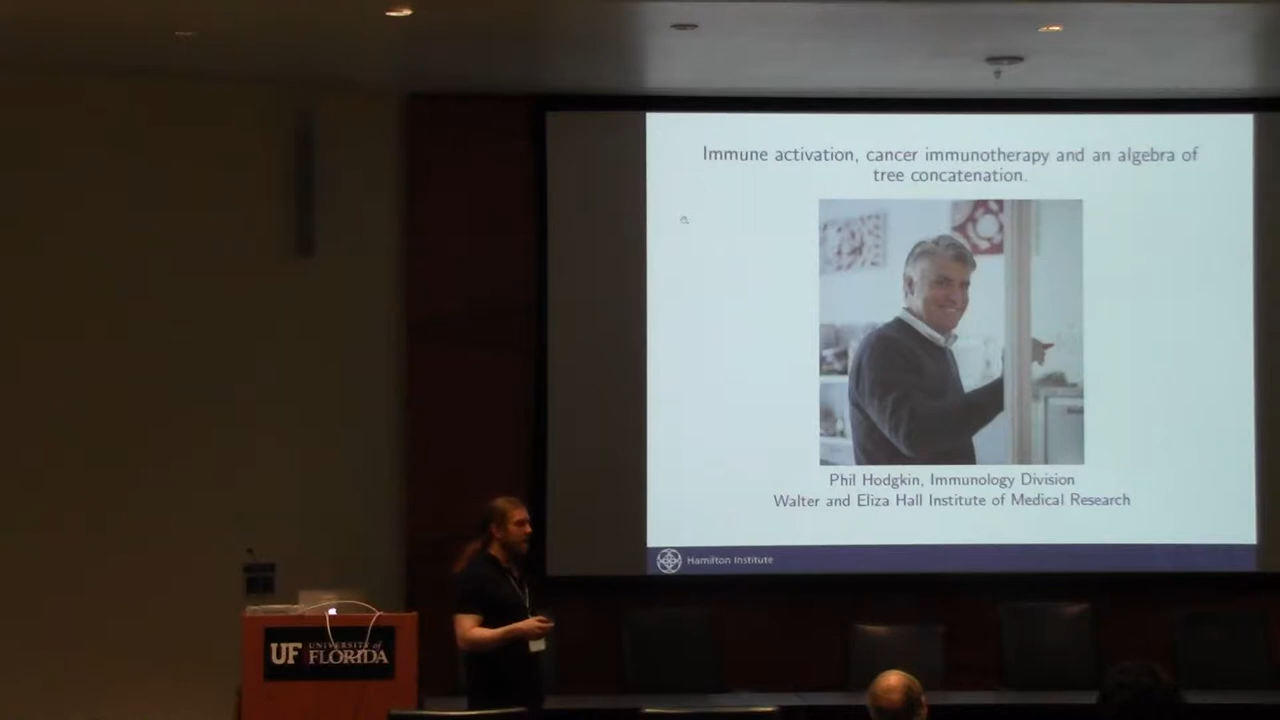 Immune activation, cancer immunotherapy and an algebra of
tree concatenation.
Phil Hodgkin, Immunology Division
Walter and Eliza Hall Institute of Medical Research
Hamilton Institute
UF UNIVERSITY of
FLORIDA